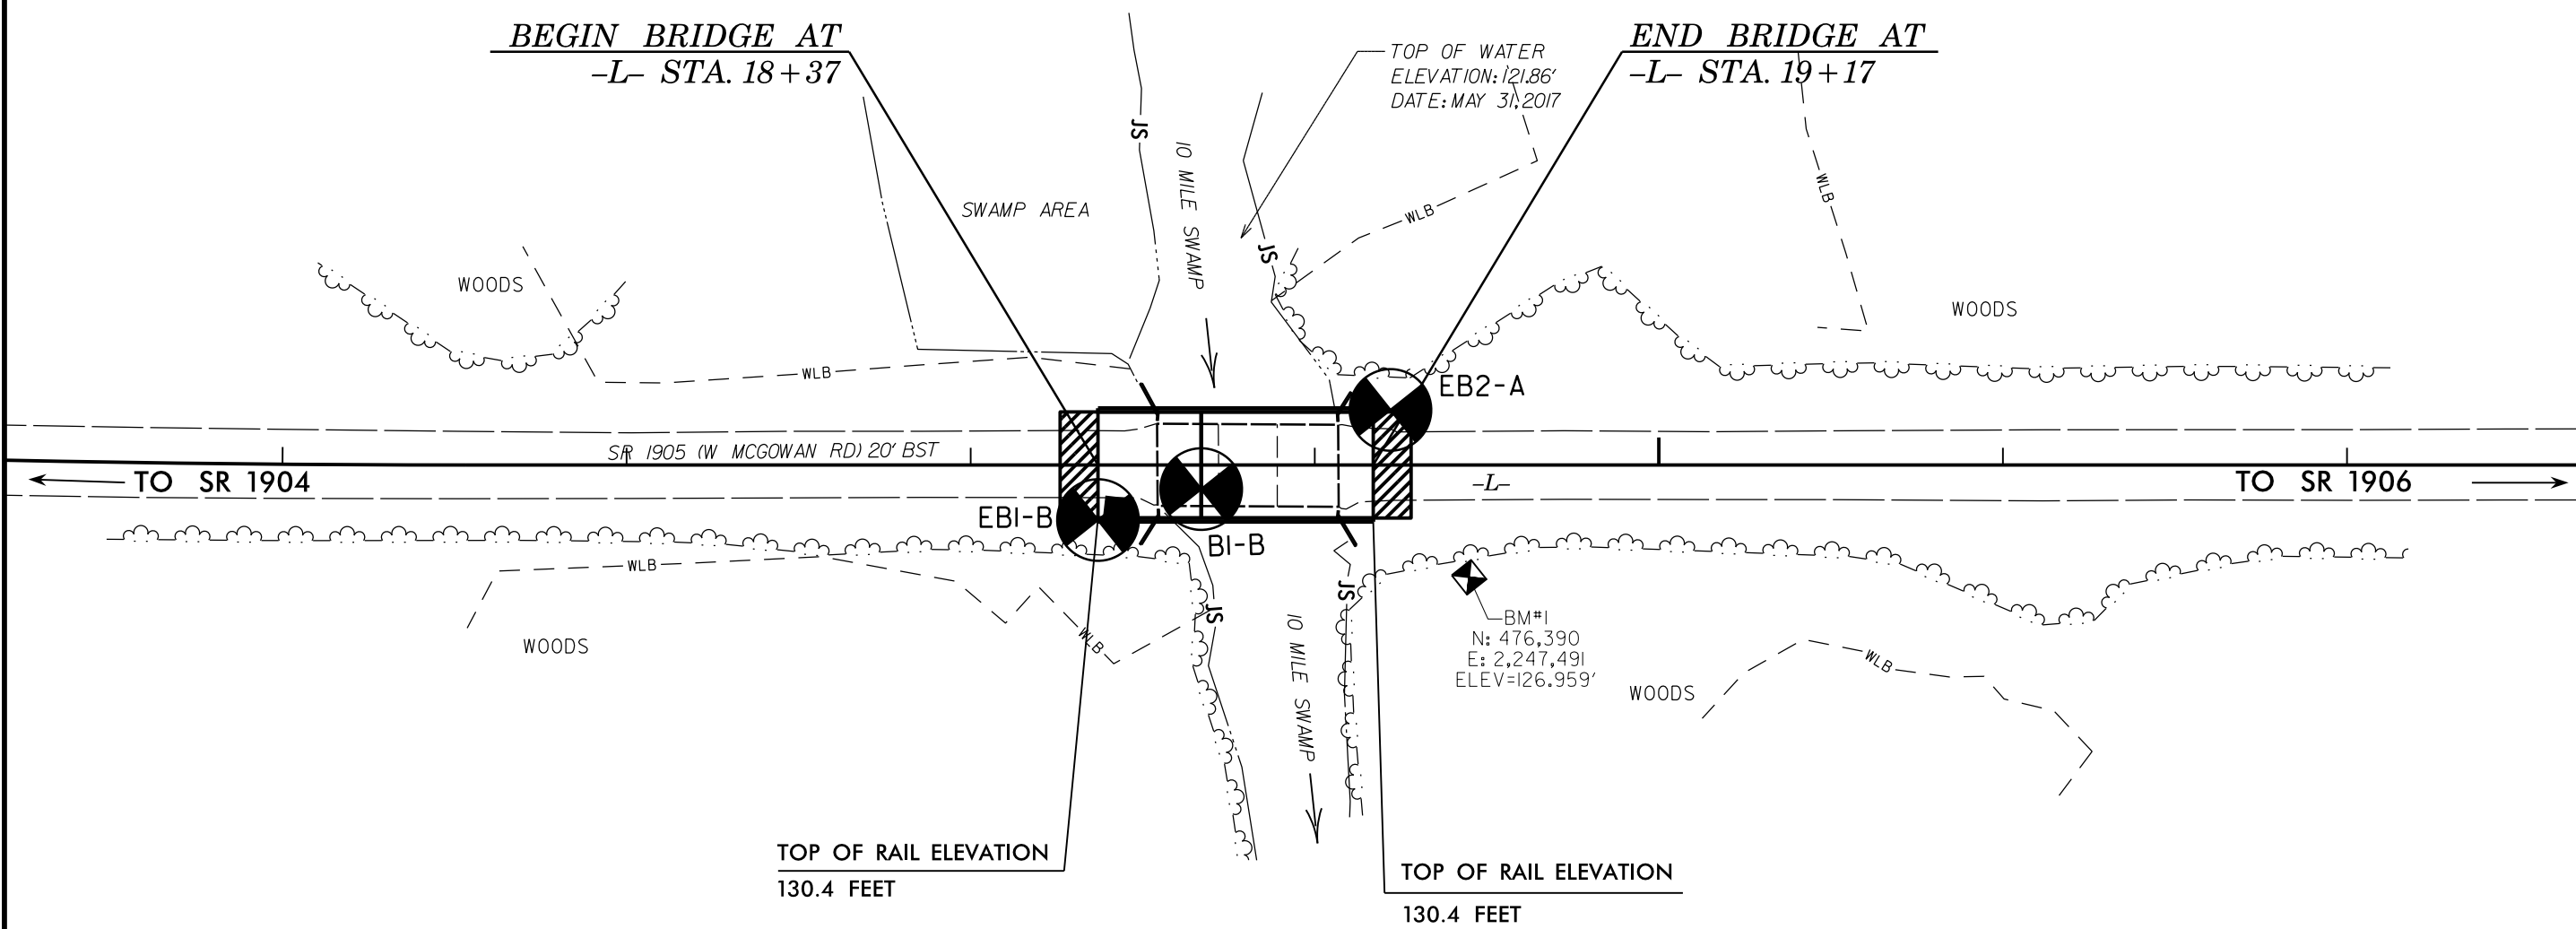 BEGIN BRIDGE AT
-L- STA. 18+37
TOP OF WATER
ELEVATION: 121.86'
DATE: MAY 31, 2017
END BRIDGE AT
-L- STA. 19+17
JS
10 MILE SWAMP
WLB
WLB
SWAMP AREA
JS
WOODS
WOODS
WLB
EB2-A
SR 1905 (W MCGOWAN RD) 20' BST
TO SR 1904
-L-
TO SR 1906
EB1-B
B1-B
WLB
JS
JS
BM#1
N: 476,390
E: 2,247,491
ELEV=126.959'
WOODS
WLB
10 MILE SWAMP
WLB
WOODS
TOP OF RAIL ELEVATION
130.4 FEET
TOP OF RAIL ELEVATION
130.4 FEET